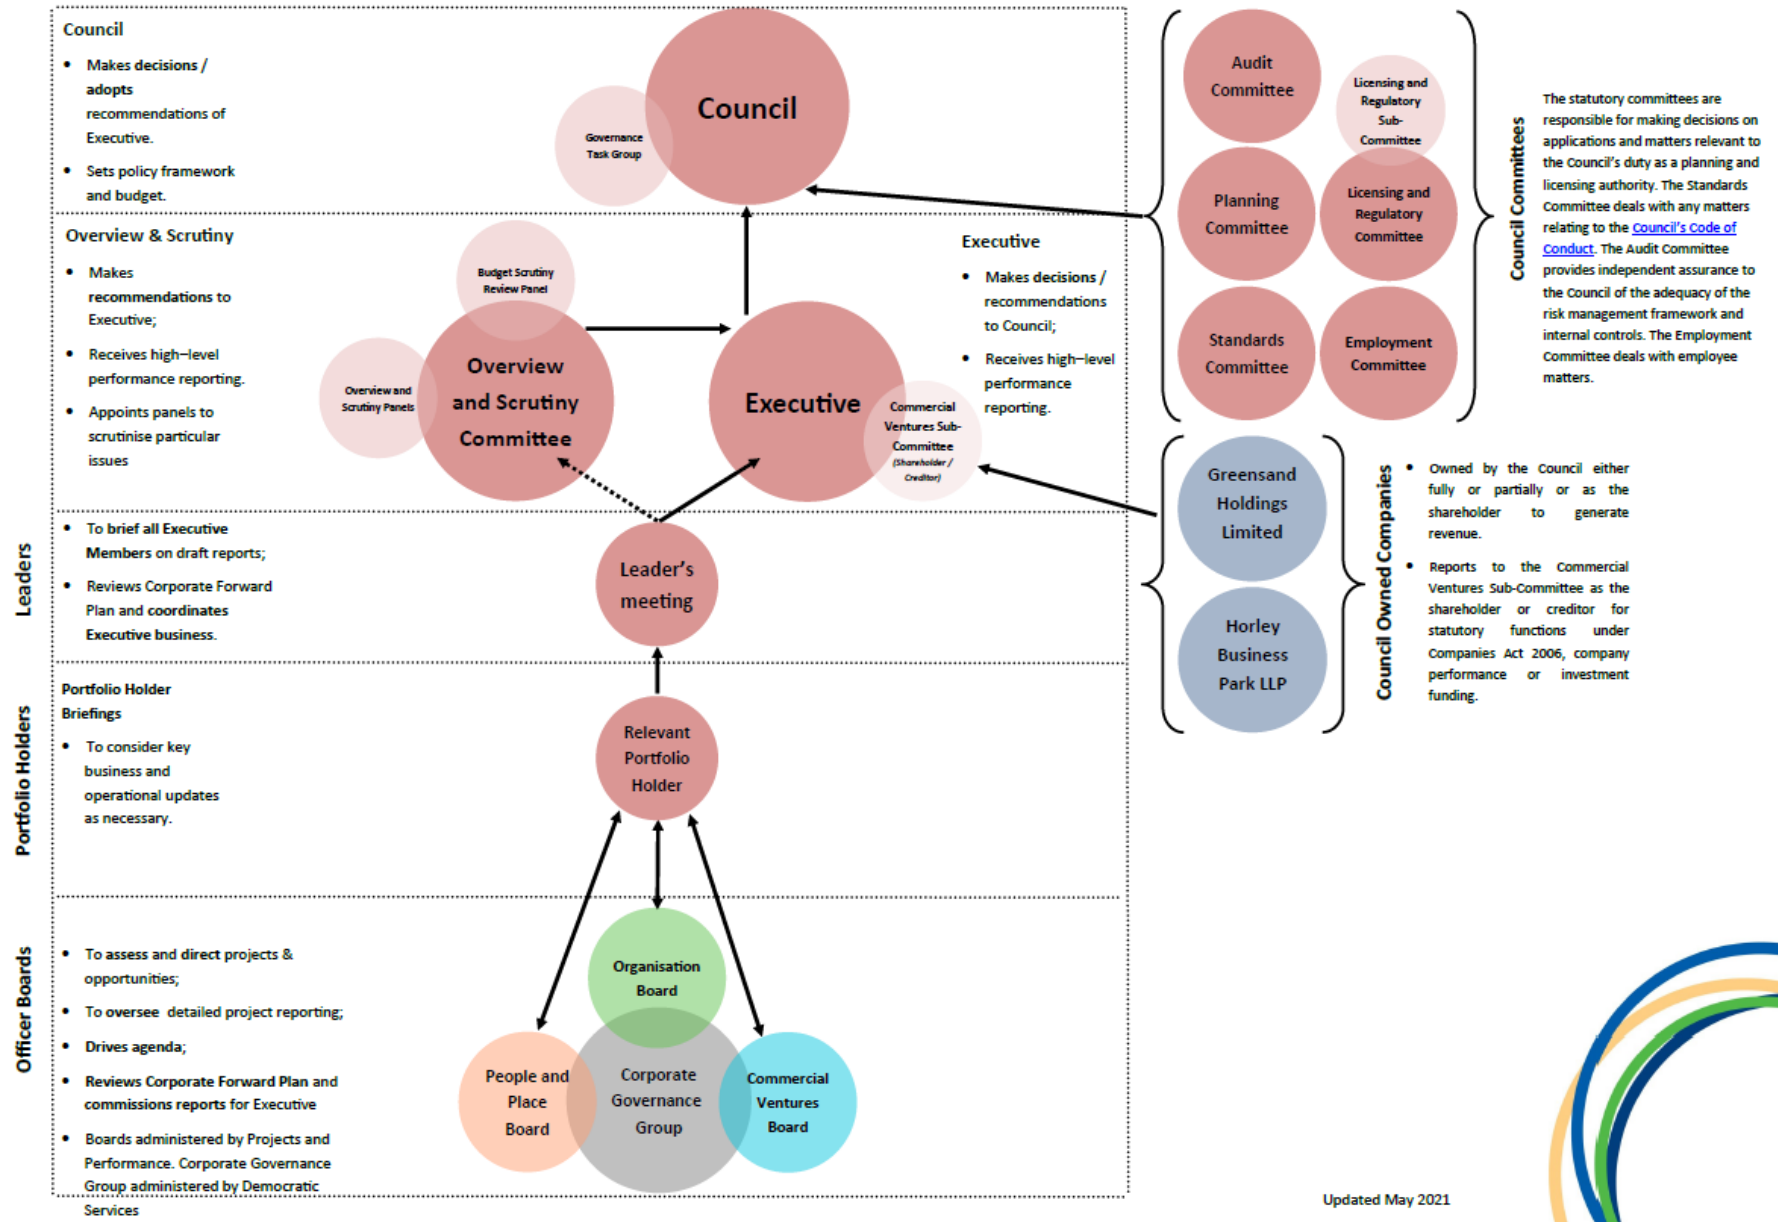 Council
• Makes decisions /
adopts
recommendations of
Executive.
• Sets policy framework
and budget.
Governance
Task Group
Council
Overview & Scrutiny
• Makes
recommendations to
Executive;
• Receives high–level
performance reporting.
• Appoints panels to
scrutinise particular
issues
Budget Scrutiny
Review Panel
Overview and
Scrutiny Panels
Overview
and Scrutiny
Committee
Executive
Commercial
Ventures Sub-
Committee
(Shareholder /
Creditor)
Executive
• Makes decisions /
recommendations
to Council;
• Receives high–level
performance
reporting.
Leaders
• To brief all Executive
Members on draft reports;
• Reviews Corporate Forward
Plan and coordinates
Executive business.
Leader's
meeting
Portfolio Holders
Portfolio Holder
Briefings
• To consider key
business and
operational updates
as necessary.
Relevant
Portfolio
Holder
Officer Boards
• To assess and direct projects &
opportunities;
• To oversee detailed project reporting;
• Drives agenda;
• Reviews Corporate Forward Plan and
commissions reports for Executive
• Boards administered by Projects and
Performance. Corporate Governance
Group administered by Democratic
Services
Organisation
Board
People and
Place
Board
Corporate
Governance
Group
Commercial
Ventures
Board
Audit
Committee
Licensing and
Regulatory
Sub-
Committee
Planning
Committee
Licensing and
Regulatory
Committee
Standards
Committee
Employment
Committee
Council Committees
The statutory committees are
responsible for making decisions on
applications and matters relevant to
the Council's duty as a planning and
licensing authority. The Standards
Committee deals with any matters
relating to the Council's Code of
Conduct. The Audit Committee
provides independent assurance to
the Council of the adequacy of the
risk management framework and
internal controls. The Employment
Committee deals with employee
matters.
Greensand
Holdings
Limited
Horley
Business
Park LLP
Council Owned Companies
• Owned by the Council either
fully or partially or as the
shareholder to generate
revenue.
• Reports to the Commercial
Ventures Sub-Committee as the
shareholder or creditor for
statutory functions under
Companies Act 2006, company
performance or investment
funding.
Updated May 2021